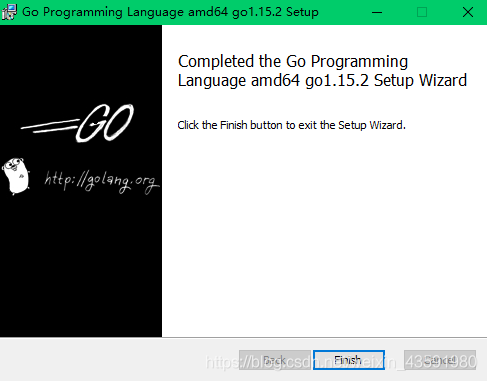 Go Programming Language amd64 go1.15.2 Setup
Completed the Go Programming
Language amd64 go1.15.2 Setup Wizard
Click the Finish button to exit the Setup Wizard.
GO
http://golang.org
Back Finish Cancel
https://blog.csdn.net/weixin_43391980